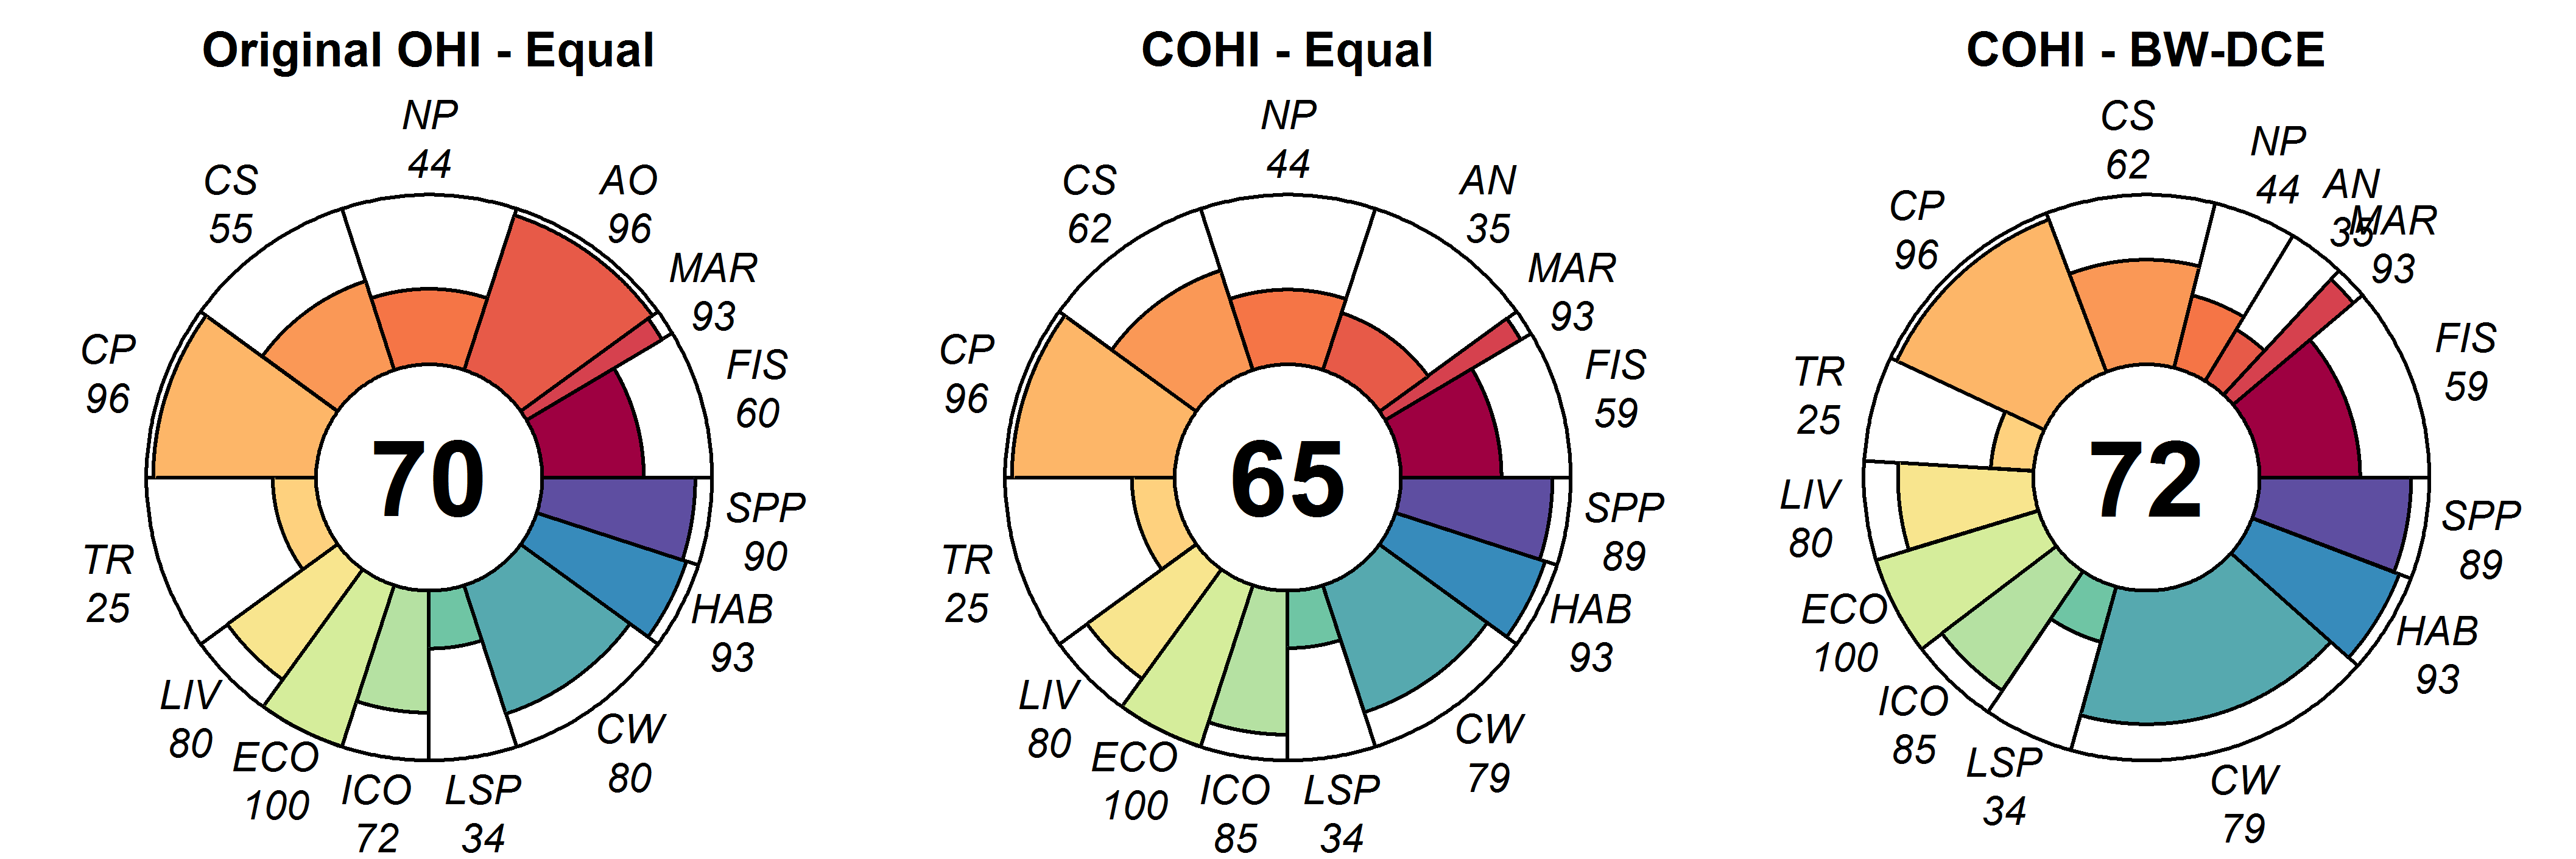 Original OHI - Equal
NP
44
AO
96
MAR
93
FIS
60
SPP
90
HAB
93
CW
80
LSP
34
ICO
72
ECO
100
LIV
80
TR
25
CP
96
CS
55
70
COHI - Equal
NP
44
AN
35
MAR
93
FIS
59
SPP
89
HAB
93
CW
79
LSP
34
ICO
85
ECO
100
LIV
80
TR
25
CP
96
CS
62
65
COHI - BW-DCE
CS
62
NP
44
AN
35
MAR
93
FIS
59
SPP
89
HAB
93
CW
79
LSP
34
ICO
85
ECO
100
LIV
80
TR
25
CP
96
72